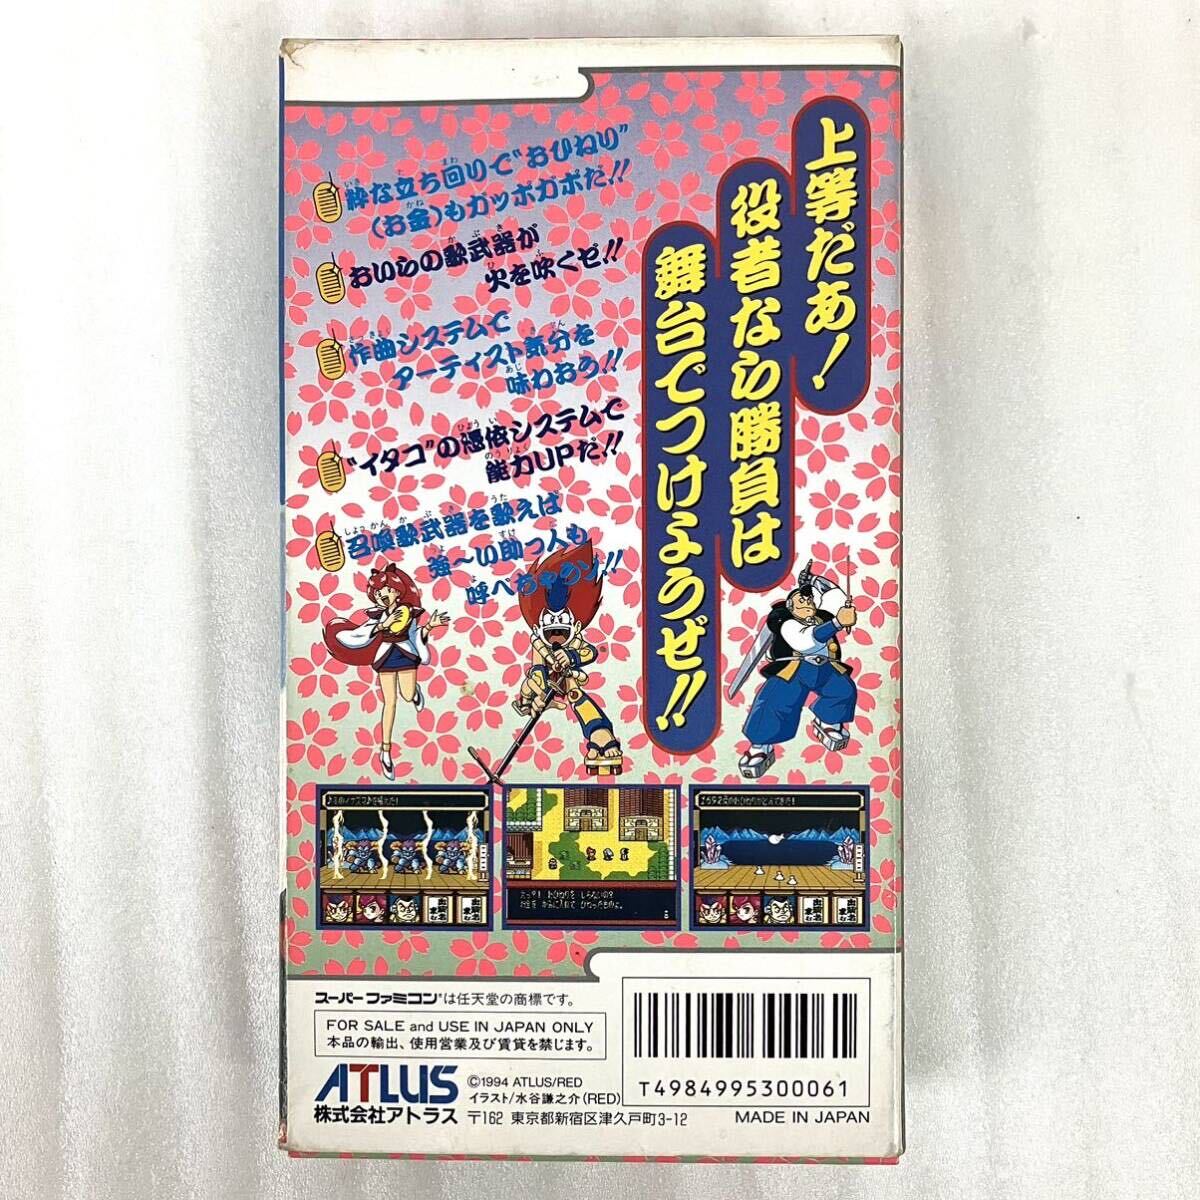 上等だあ!
役者なら勝負は
舞台でつけようぜ!!
粋な立ち回りで“おひねり”
(お金)もガッポガポだ!!
おいらの歌武器が
火を吹くぜ!!
作曲システムで
アーティスト気分を
味わおう!!
“イタコ”の憑依システムで
能力UPだ!!
召喚歌武器を歌えば
強〜い助っ人も
呼べちゃうゾ!!
スーパーファミコン®は任天堂の商標です。
FOR SALE and USE IN JAPAN ONLY
本品の輸出、使用営業及び賃貸を禁じます。
ATLUS
株式会社アトラス
©1994 ATLUS/RED
イラスト/水谷謙之介(RED)
〒162 東京都新宿区津久戸町3-12
T4984995300061
MADE IN JAPAN